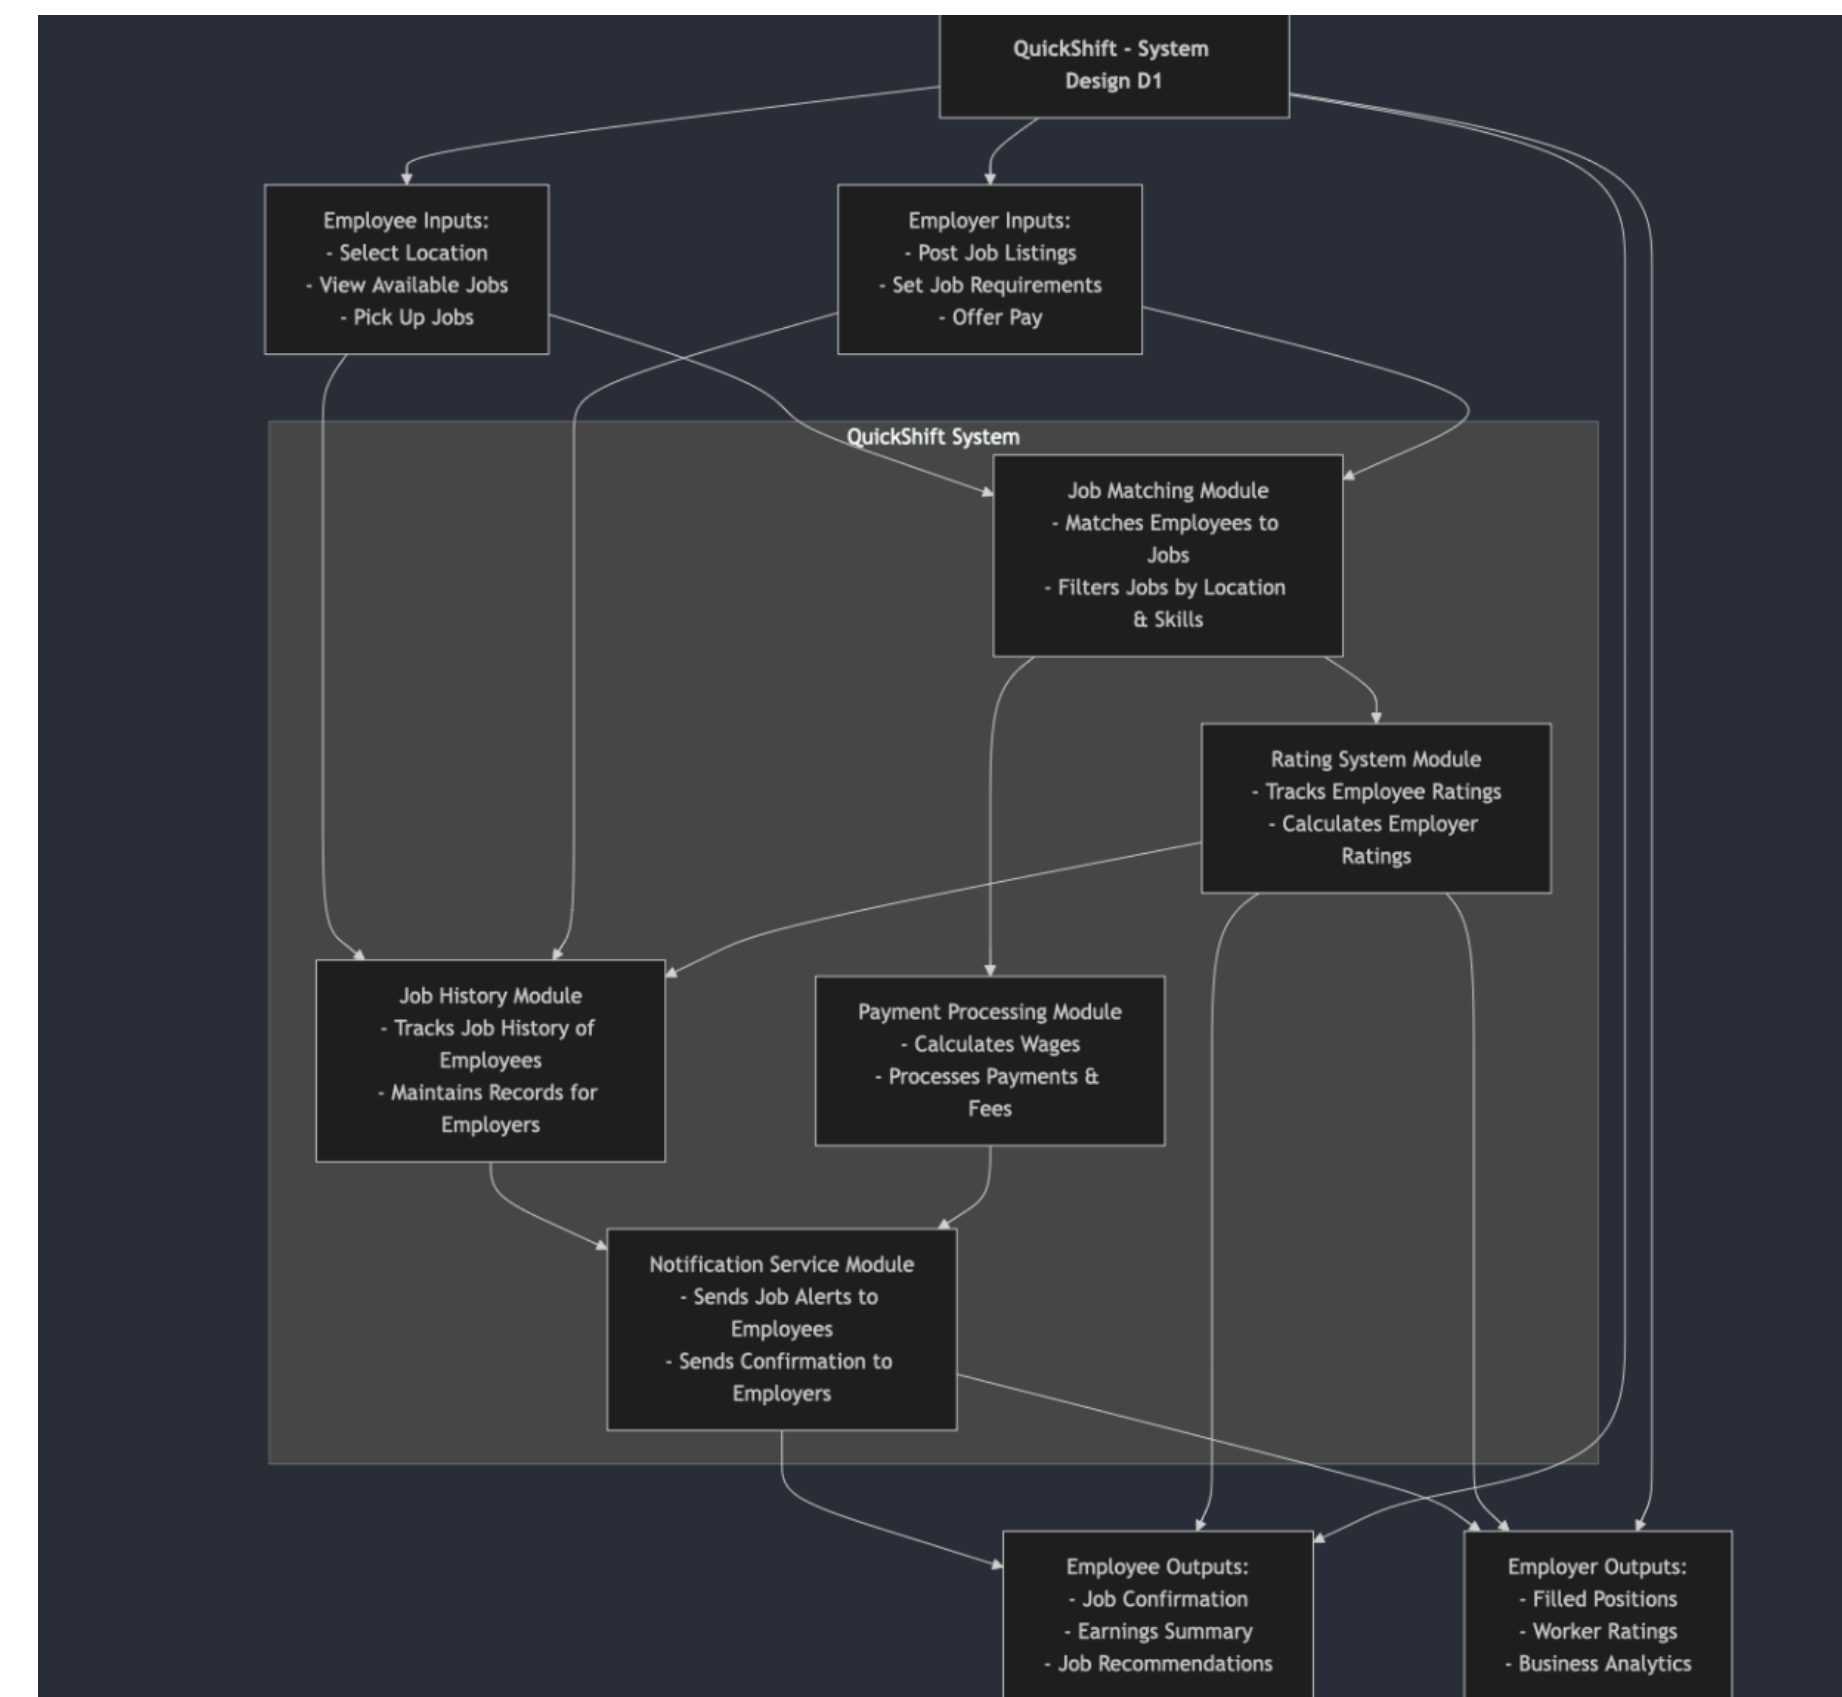 QuickShift - System
Design D1
Employee Inputs:
- Select Location
- View Available Jobs
- Pick Up Jobs
Employer Inputs:
- Post Job Listings
- Set Job Requirements
- Offer Pay
QuickShift System
Job Matching Module
- Matches Employees to
Jobs
- Filters Jobs by Location
& Skills
Rating System Module
- Tracks Employee Ratings
- Calculates Employer
Ratings
Job History Module
- Tracks Job History of
Employees
- Maintains Records for
Employers
Payment Processing Module
- Calculates Wages
- Processes Payments &
Fees
Notification Service Module
- Sends Job Alerts to
Employees
- Sends Confirmation to
Employers
Employee Outputs:
- Job Confirmation
- Earnings Summary
- Job Recommendations
Employer Outputs:
- Filled Positions
- Worker Ratings
- Business Analytics